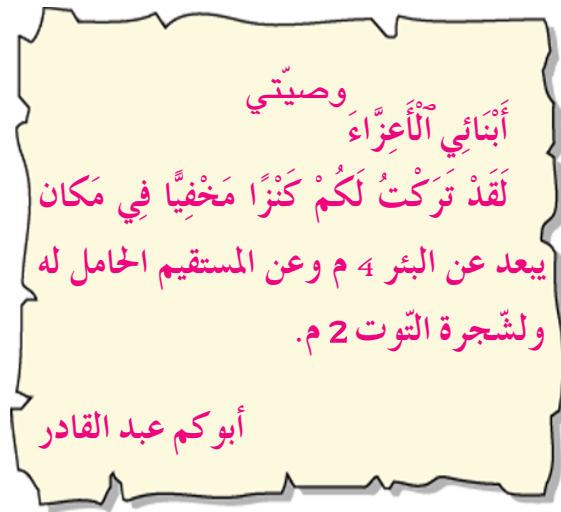 وصيّتي
أَبْنَائِي ٱلْأَعِزَّاءَ
لَقَدْ تَرَكْتُ لَكُمْ كَنْزًا مَخْفِيًّا فِي مَكان
يبعد عن البئر 4 م وعن المستقيم الحامل له
ولشّجرة التّوت 2 م.
أبوكم عبد القادر